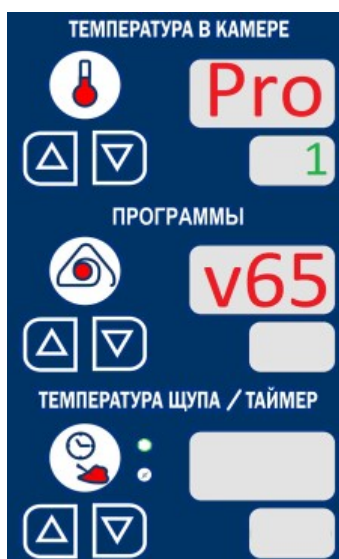 ТЕМПЕРАТУРА В КАМЕРЕ
Pro
1
ПРОГРАММЫ
v65
ТЕМПЕРАТУРА ЩУПА / ТАЙМЕР